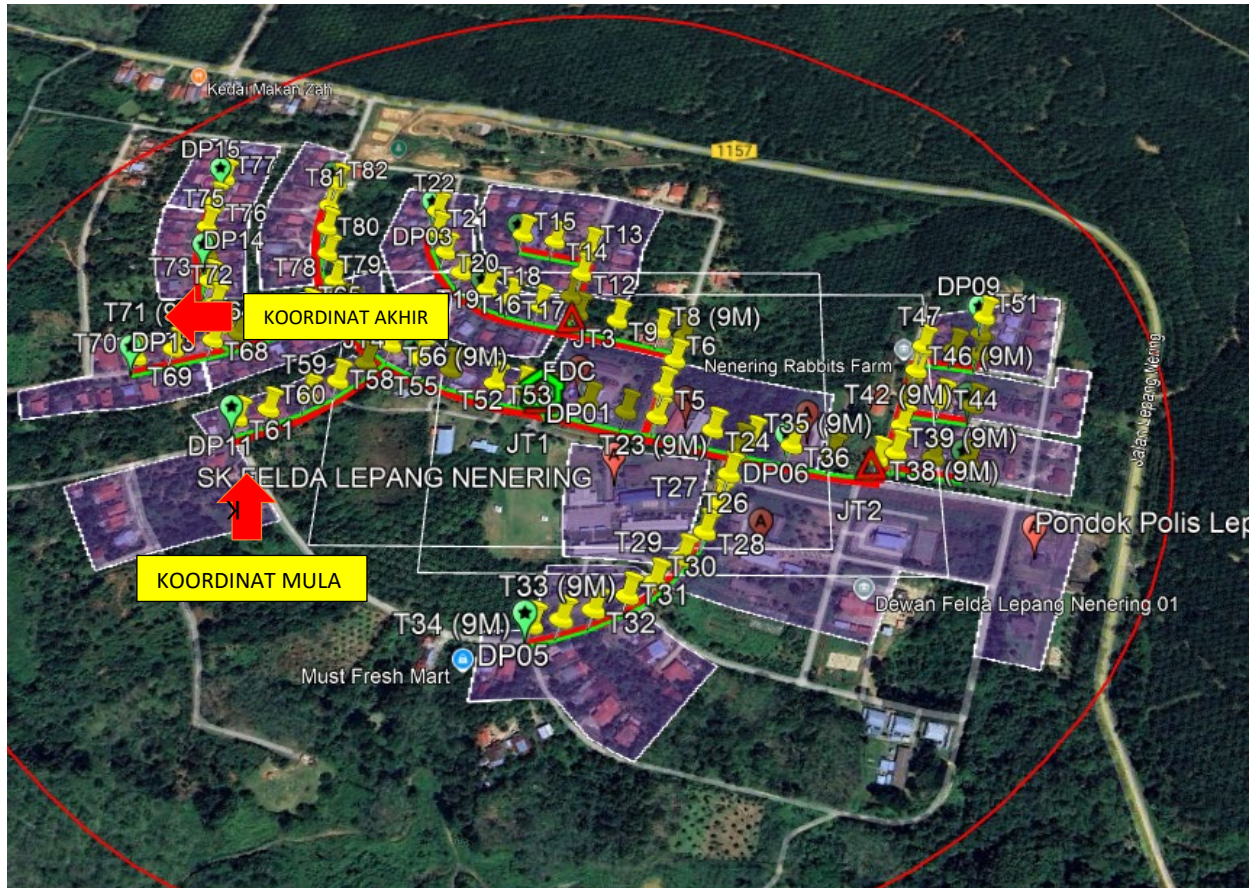 Kedai Makan Zah
1157
DP15
T77
T75
T76
T81
T82
T80
T22
T21
DP03
T15
T13
T14
T12
DP14
T73
T72
T78
T79
T20
T18
T19
T16
T17
JT3
T9
T8 (9M)
T6
DP09
T51
T47
T46 (9M)
Nenering Rabbits Farm
T71 (9
KOORDINAT AKHIR
T70
DP13
T69
T68
T59
T58
T56 (9M)
T55
FDC
T53
T52
DP01
T5
T42 (9M)
T44
T60
T61
DP11
JT1
T23 (9M)
T24
T35 (9M)
T36
T39 (9M)
T38 (9M)
DP06
SK FELDA LEPANG NENERING
JT2
T27
T26
T28
T29
T30
T31
T32
T33 (9M)
T34 (9M)
DP05
Pondok Polis Lep
Jalan Lepang Nering
K
KOORDINAT MULA
Dewan Felda Lepang Nenering 01
Must Fresh Mart